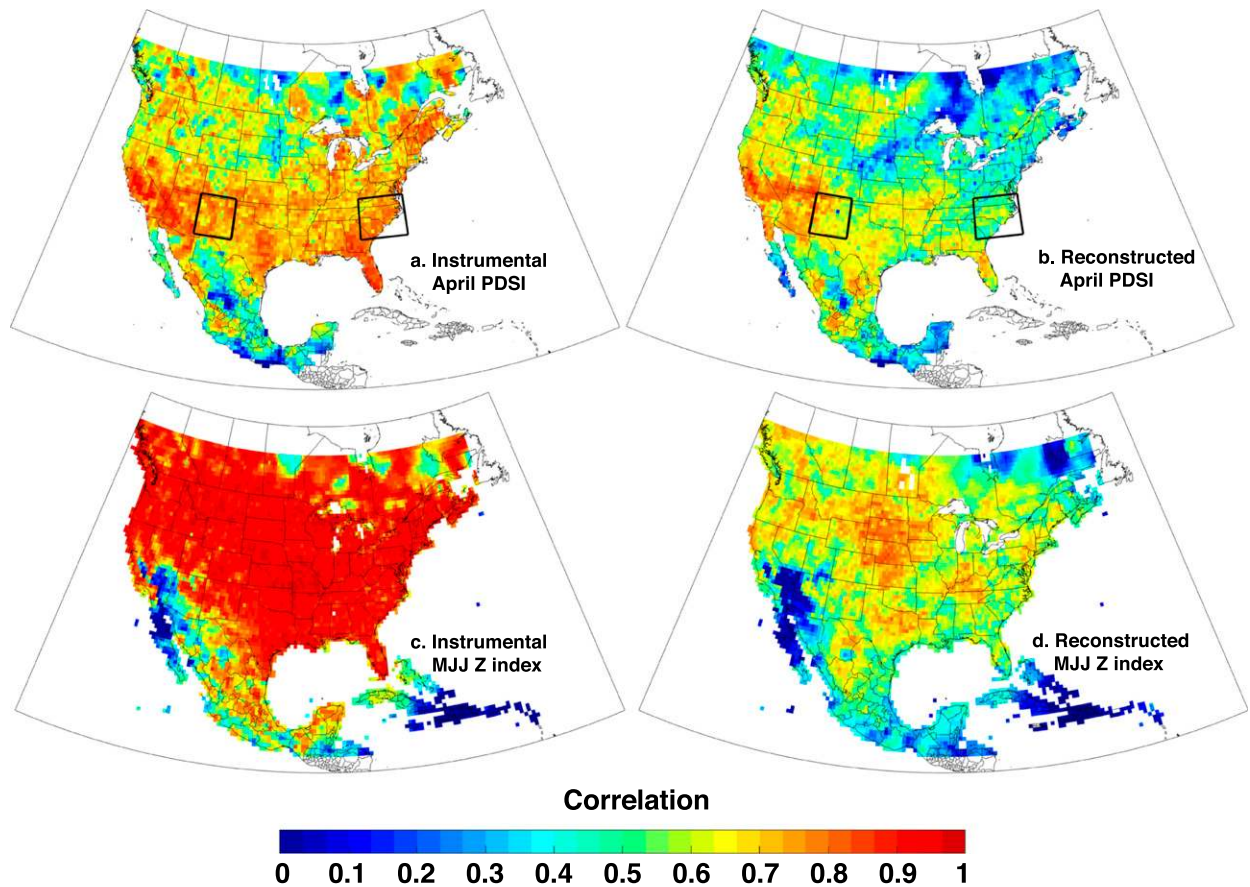 a. Instrumental
April PDSI
b. Reconstructed
April PDSI
c. Instrumental
MJJ Z index
d. Reconstructed
MJJ Z index
Correlation
0 0.1 0.2 0.3 0.4 0.5 0.6 0.7 0.8 0.9 1